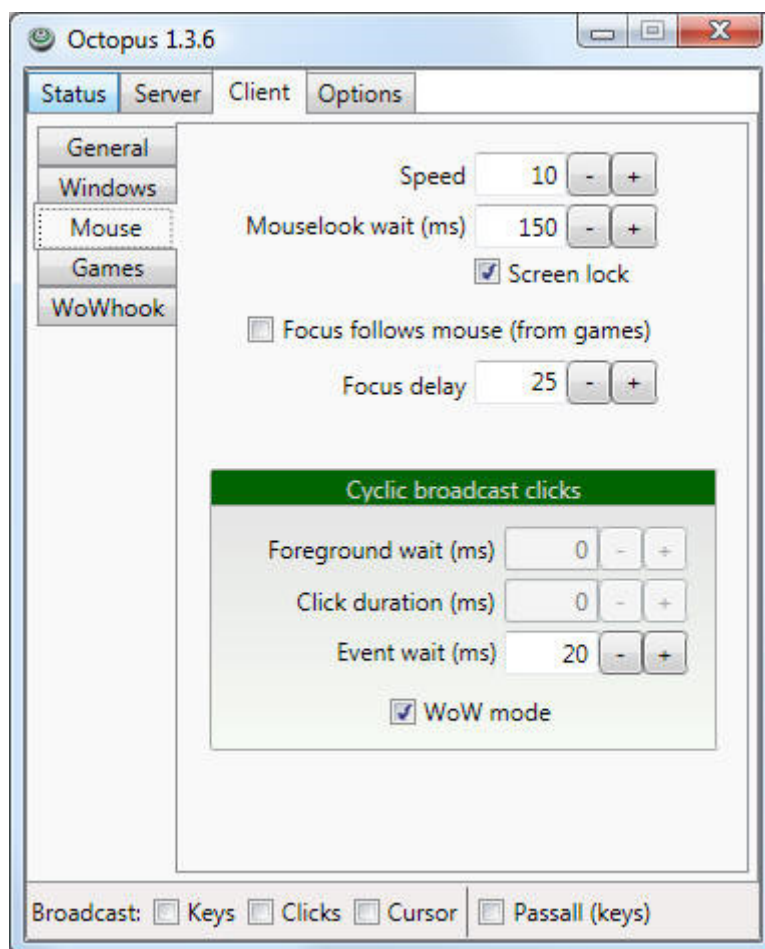 Octopus 1.3.6
Status Server Client Options
General
Windows
Mouse
Games
WoWhook
Speed 10 - +
Mouselook wait (ms) 150 - +
Screen lock
Focus follows mouse (from games)
Focus delay 25 - +
Cyclic broadcast clicks
Foreground wait (ms) 0 - +
Click duration (ms) 0 - +
Event wait (ms) 20 - +
WoW mode
Broadcast: Keys Clicks Cursor Passall (keys)